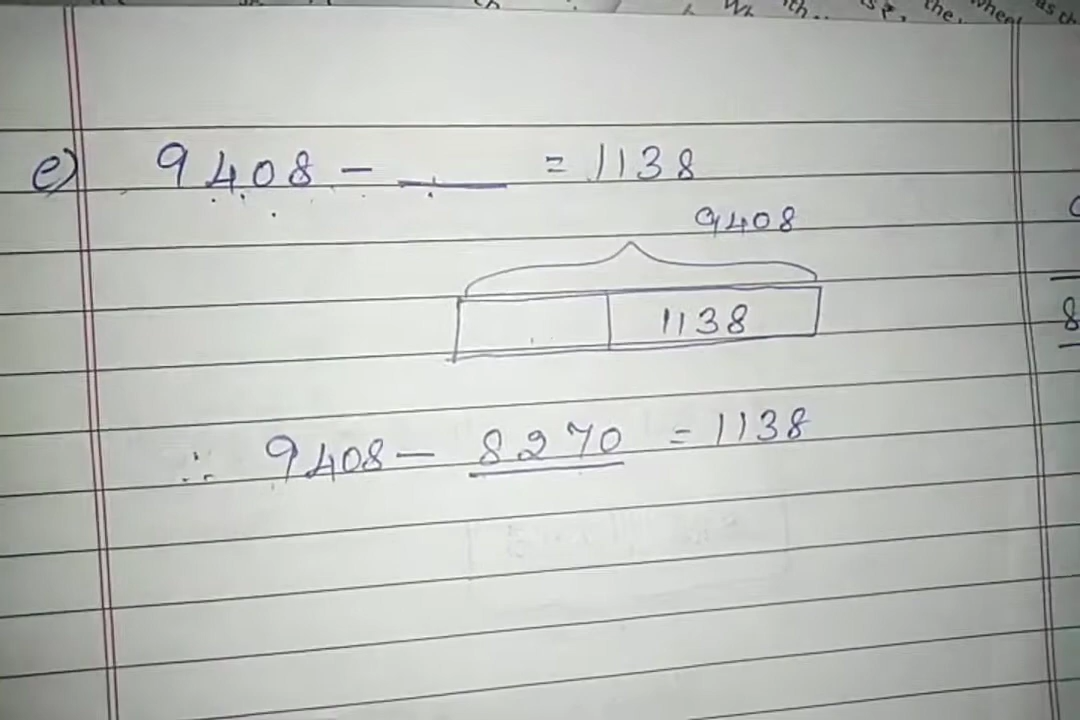 e) 9408 - ____ = 1138
9408
1138
∴ 9408 - 8270 = 1138